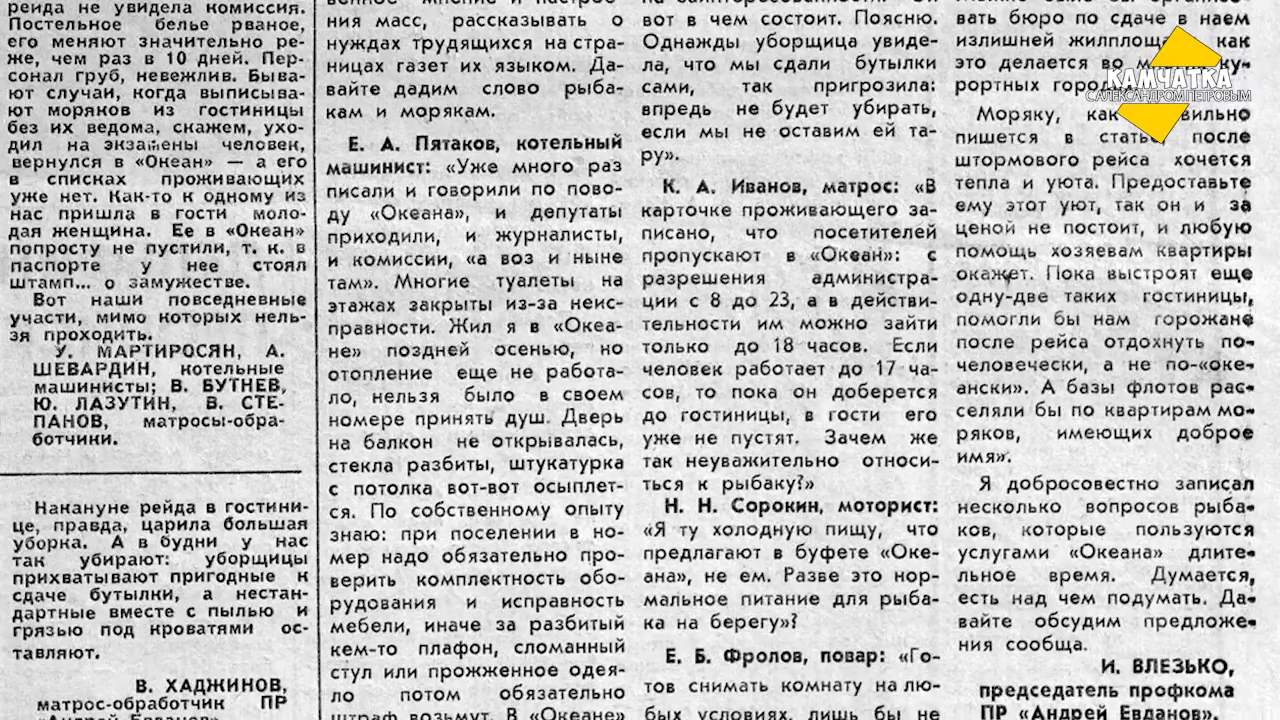 рейда не увидела комиссия.
Постельное белье рваное,
его меняют значительно ре-
же, чем раз в 10 дней. Пер-
сонал груб, невежлив. Быва-
ют случаи, когда выписыва-
ют моряков из гостиницы
без их ведома, скажем, ухо-
дил на экзамены человек,
вернулся в «Океан» — а его
в списках проживающих
уже нет. Как-то к одному из
нас пришла в гости моло-
дая женщина. Ее в «Океан»
попросту не пустили, т. к. в
паспорте у нее стоял
штамп... о замужестве.
Вот наши повседневные
участи, мимо которых нель-
зя проходить.
У. МАРТИРОСЯН, А.
ШЕВАРДИН, котельные
машинисты; В. БУТНЕВ,
Ю. ЛАЗУТИН, В. СТЕ-
ПАНОВ, матросы-обра-
ботчики.
Накануне рейда в гостини-
це, правда, царила большая
уборка. А в будни у нас
так убирают: уборщицы
прихватывают пригодные к
сдаче бутылки, а нестан-
дартные вместе с пылью и
грязью под кроватями ос-
тавляют.
В. ХАДЖИНОВ,
матрос-обработчик ПР
«Андрей Евданов».
венное мнение и настрое-
ния масс, рассказывать о
нуждах трудящихся на стра-
ницах газет их языком. Да-
вайте дадим слово рыба-
кам и морякам.
Е. А. Пятаков, котельный
машинист: «Уже много раз
писали и говорили по пово-
ду «Океана», и депутаты
приходили, и журналисты,
и комиссии, «а воз и ныне
там». Многие туалеты на
этажах закрыты из-за неис-
правности. Жил я в «Океа-
не» поздней осенью, но
отопление еще не работа-
ло, нельзя было в своем
номере принять душ. Дверь
на балкон не открывалась,
стекла разбиты, штукатурка
с потолка вот-вот осыплет-
ся. По собственному опыту
знаю: при поселении в но-
мер надо обязательно про-
верить комплектность обо-
рудования и исправность
мебели, иначе за разбитый
кем-то плафон, сломанный
стул или прожженное одея-
ло потом обязательно
штраф возьмут. В «Океане»
вот в чем состоит. Поясню.
Однажды уборщица увиде-
ла, что мы сдали бутылки
сами, так пригрозила:
впредь не будет убирать,
если мы не оставим ей та-
ру».
К. А. Иванов, матрос: «В
карточке проживающего за-
писано, что посетителей
пропускают в «Океан»: с
разрешения администра-
ции с 8 до 23, а в действи-
тельности им можно зайти
только до 18 часов. Если
человек работает до 17 ча-
сов, то пока он доберется
до гостиницы, в гости его
уже не пустят. Зачем же
так неуважительно относи-
ться к рыбаку?»
Н. Н. Сорокин, моторист:
«Я ту холодную пищу, что
предлагают в буфете «Оке-
ана», не ем. Разве это нор-
мальное питание для рыба-
ка на берегу»?
Е. Б. Фролов, повар: «Го-
тов снимать комнату на лю-
бых условиях, лишь бы не
вать бюро по сдаче в наем
излишней жилплоща как
это делается во
рортных
Моряку, как
пишется в статье, после
штормового рейса хочется
тепла и уюта. Предоставьте
ему этот уют, так он и за
ценой не постоит, и любую
помощь хозяевам квартиры
окажет. Пока выстроят еще
одну-две таких гостиницы,
помогли бы нам горожане
после рейса отдохнуть по-
человечески, а не по-«оке-
ански». А базы флотов рас-
селяли бы по квартирам мо-
ряков, имеющих доброе
имя».
Я добросовестно записал
несколько вопросов рыба-
ков, которые пользуются
услугами «Океана» длите-
льное время. Думается,
есть над чем подумать. Да-
вайте обсудим предложе-
ния сообща.
И. ВЛЕЗЬКО,
председатель профкома
ПР «Андрей Евданов».
КАМЧАТКА
С АЛЕКСАНДРОМ ПЕТРОВЫМ